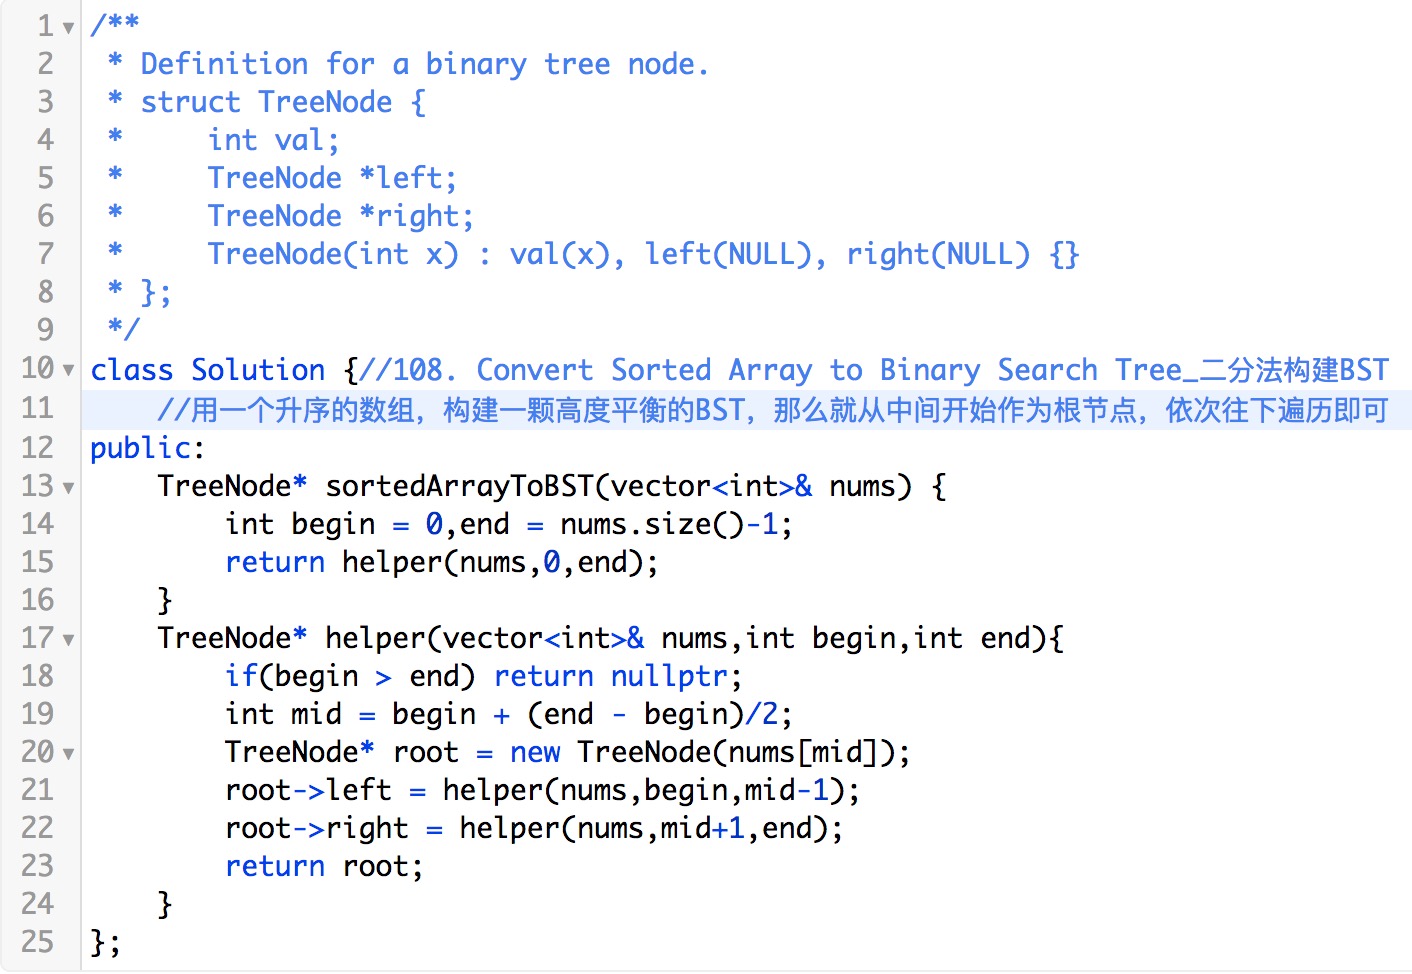 1 /**
2  * Definition for a binary tree node.
3  * struct TreeNode {
4  *     int val;
5  *     TreeNode *left;
6  *     TreeNode *right;
7  *     TreeNode(int x) : val(x), left(NULL), right(NULL) {}
8  * };
9  */
10 class Solution {//108. Convert Sorted Array to Binary Search Tree_二分法构建BST
11     //用一个升序的数组，构建一颗高度平衡的BST，那么就从中间开始作为根节点，依次往下遍历即可
12 public:
13     TreeNode* sortedArrayToBST(vector<int>& nums) {
14         int begin = 0,end = nums.size()-1;
15         return helper(nums,0,end);
16     }
17     TreeNode* helper(vector<int>& nums,int begin,int end){
18         if(begin > end) return nullptr;
19         int mid = begin + (end - begin)/2;
20         TreeNode* root = new TreeNode(nums[mid]);
21         root->left = helper(nums,begin,mid-1);
22         root->right = helper(nums,mid+1,end);
23         return root;
24     }
25 };